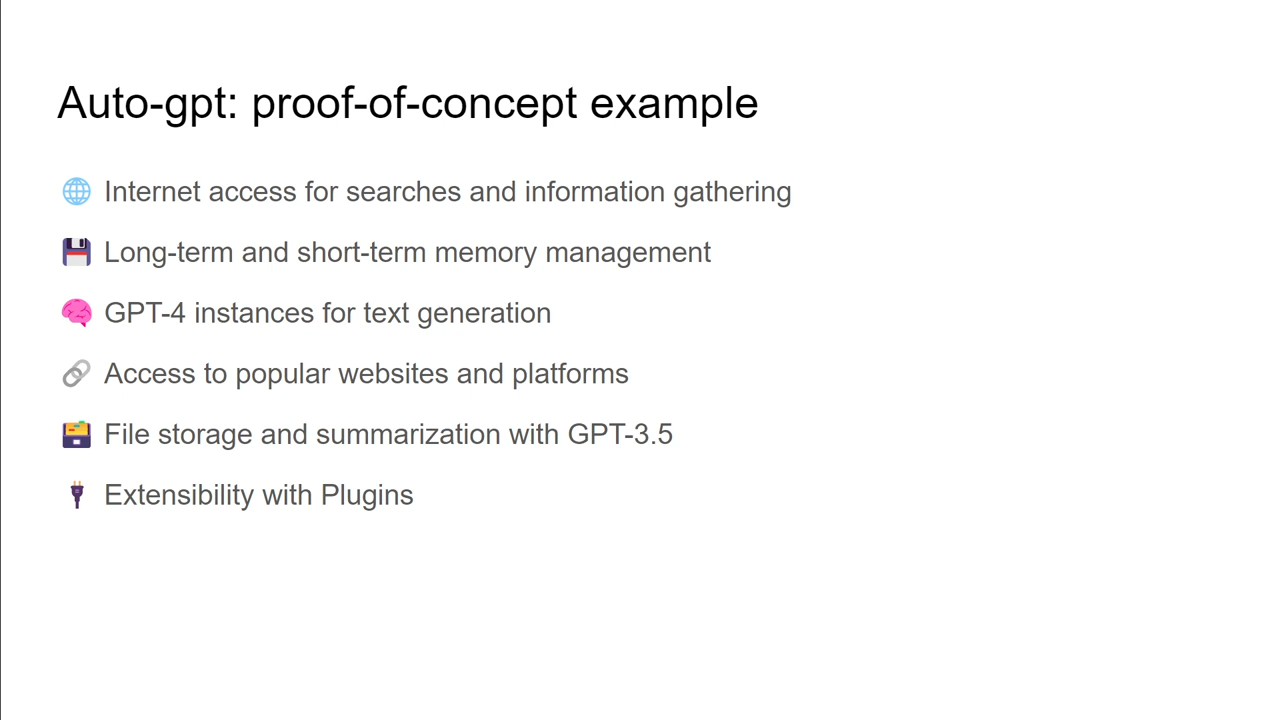 Auto-gpt: proof-of-concept example
🌐 Internet access for searches and information gathering
💾 Long-term and short-term memory management
🧠 GPT-4 instances for text generation
🔗 Access to popular websites and platforms
🗃️ File storage and summarization with GPT-3.5
🔌 Extensibility with Plugins